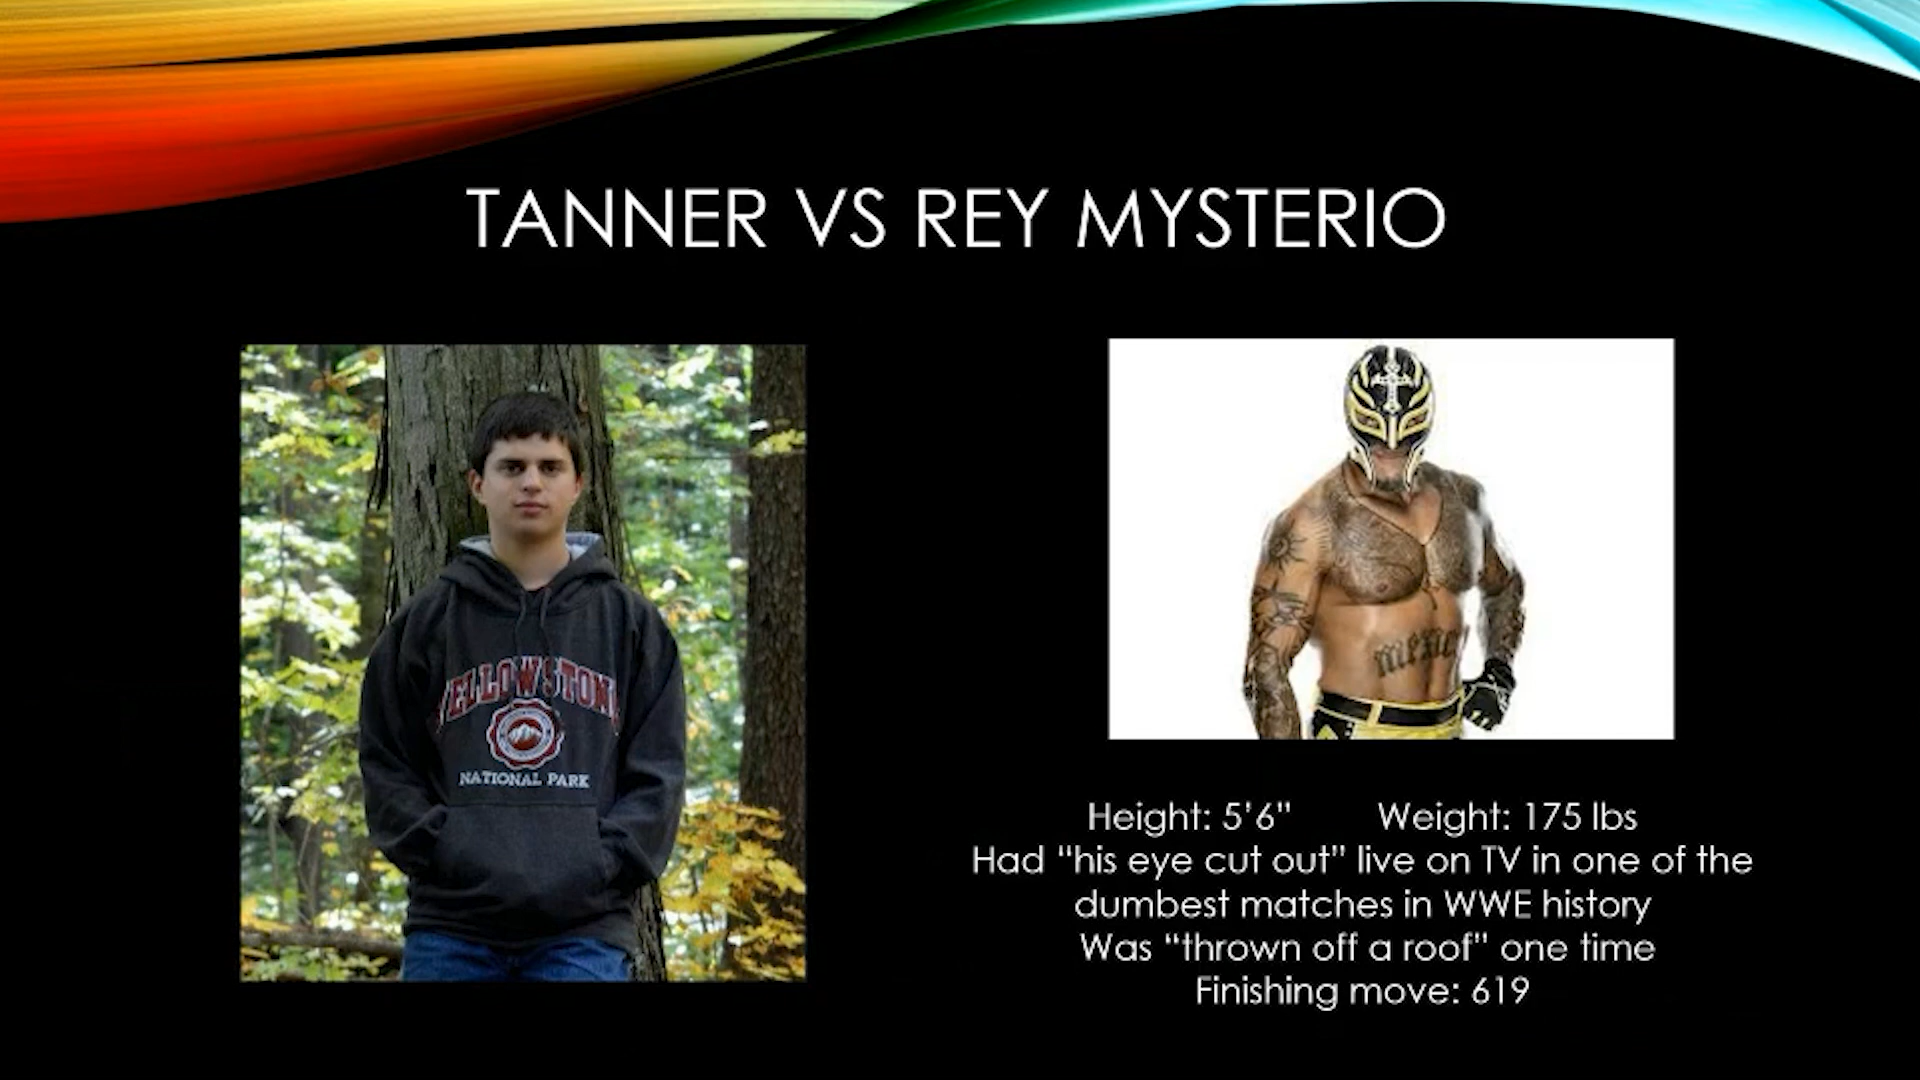 TANNER VS REY MYSTERIO
YELLOWSTONE
NATIONAL PARK
mexico
Height: 5'6" Weight: 175 lbs
Had “his eye cut out” live on TV in one of the
dumbest matches in WWE history
Was “thrown off a roof” one time
Finishing move: 619